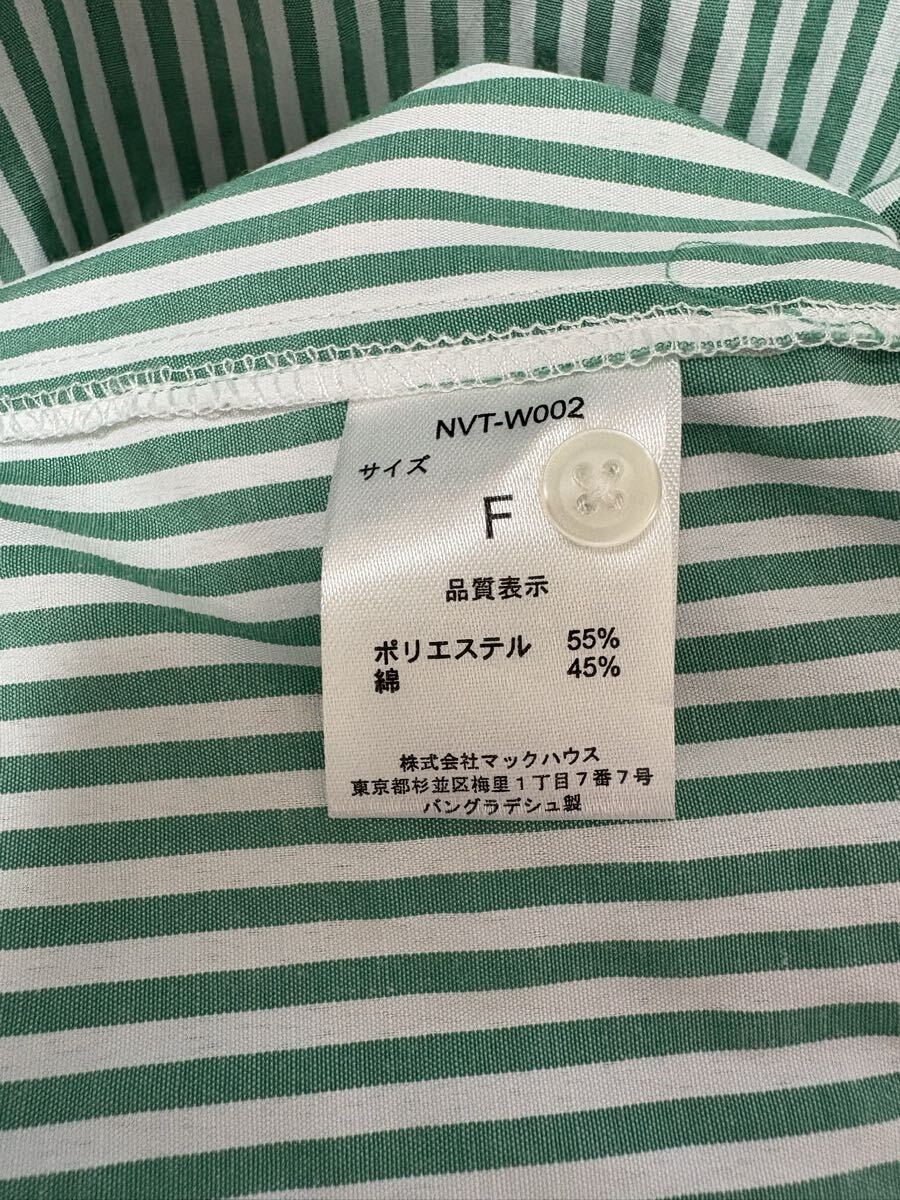 NVT-W002
サイズ
F
品質表示
ポリエステル 55%
綿 45%
株式会社マックハウス
東京都杉並区梅里１丁目７番７号
バングラデシュ製